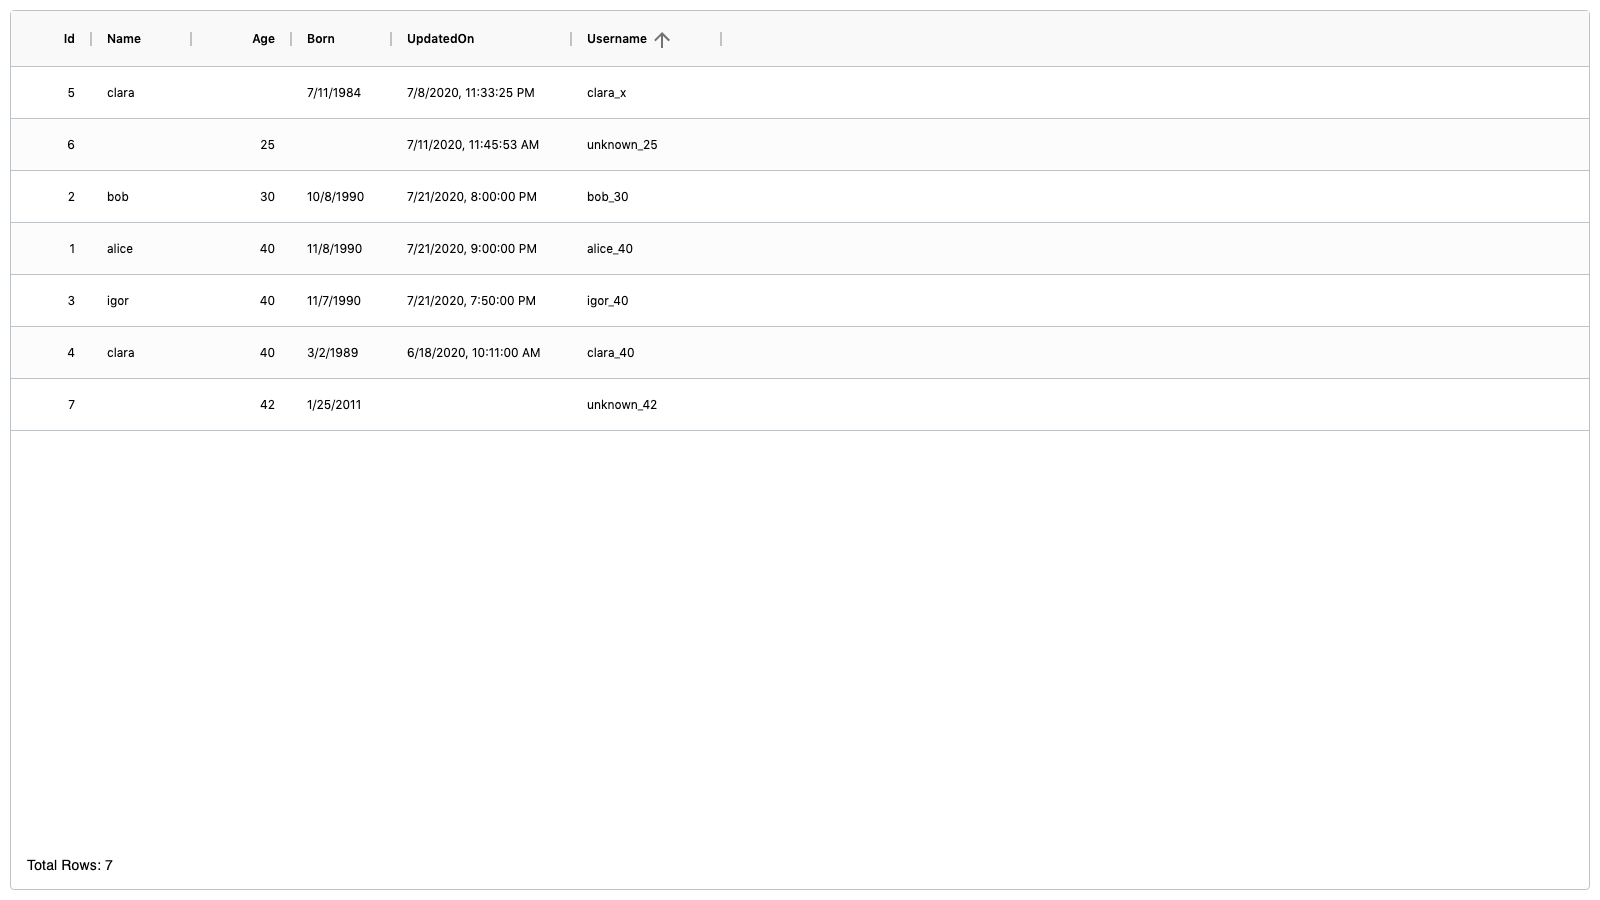 Id Name Age Born UpdatedOn Username
5 clara 7/11/1984 7/8/2020, 11:33:25 PM clara_x
6 25 7/11/2020, 11:45:53 AM unknown_25
2 bob 30 10/8/1990 7/21/2020, 8:00:00 PM bob_30
1 alice 40 11/8/1990 7/21/2020, 9:00:00 PM alice_40
3 igor 40 11/7/1990 7/21/2020, 7:50:00 PM igor_40
4 clara 40 3/2/1989 6/18/2020, 10:11:00 AM clara_40
7 42 1/25/2011 unknown_42
Total Rows: 7